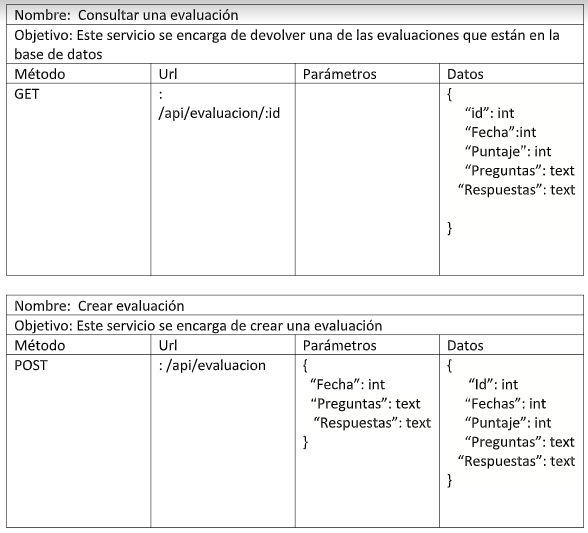 Nombre:  Consultar una evaluación
Objetivo: Este servicio se encarga de devolver una de las evaluaciones que están en la
base de datos
Método Url Parámetros Datos
GET : {
/api/evaluacion/:id “id”: int
“Fecha”:int
“Puntaje”: int
“Preguntas”: text
“Respuestas”: text
}
Nombre:  Crear evaluación
Objetivo: Este servicio se encarga de crear una evaluación
Método Url Parámetros Datos
POST : /api/evaluacion { {
“Fecha”: int “Id”: int
“Preguntas”: text “Fechas”: int
“Respuestas”: text “Puntaje”: int
} “Preguntas”: text
“Respuestas”: text
}